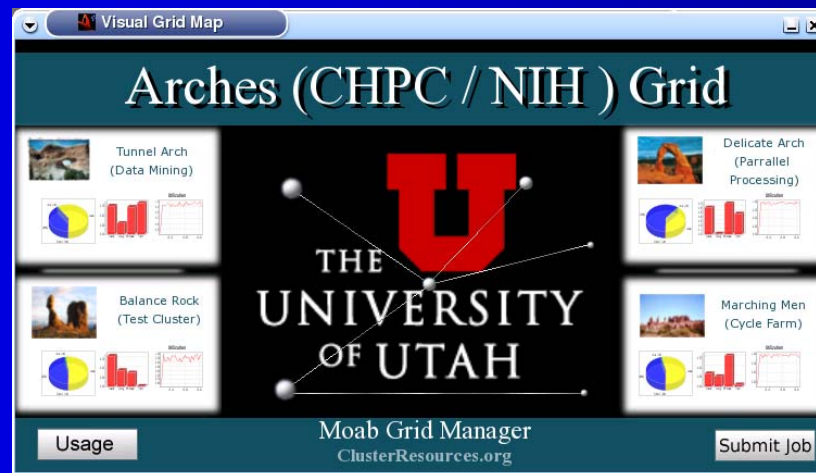 Visual Grid Map
Arches (CHPC / NIH ) Grid
Tunnel Arch
(Data Mining)
Delicate Arch
(Parrallel
Processing)
U
THE
UNIVERSITY
OF UTAH
Balance Rock
(Test Cluster)
Marching Men
(Cycle Farm)
Usage
Moab Grid Manager
ClusterResources.org
Submit Job